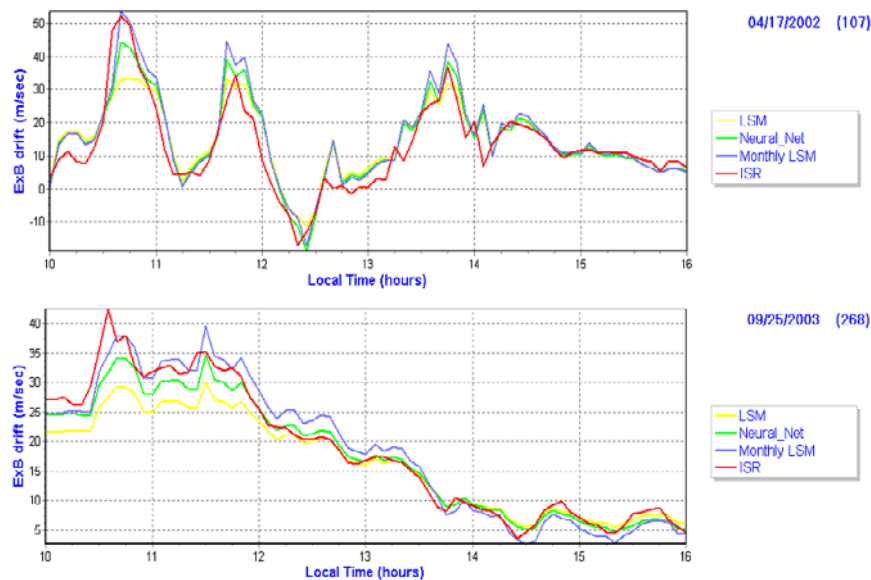 04/17/2002 (107)
ExB drift (m/sec)
50
40
30
20
10
0
-10
10 11 12 13 14 15 16
Local Time (hours)
LSM
Neural_Net
Monthly LSM
ISR
09/25/2003 (268)
ExB drift (m/sec)
40
35
30
25
20
15
10
5
10 11 12 13 14 15 16
Local Time (hours)
LSM
Neural_Net
Monthly LSM
ISR